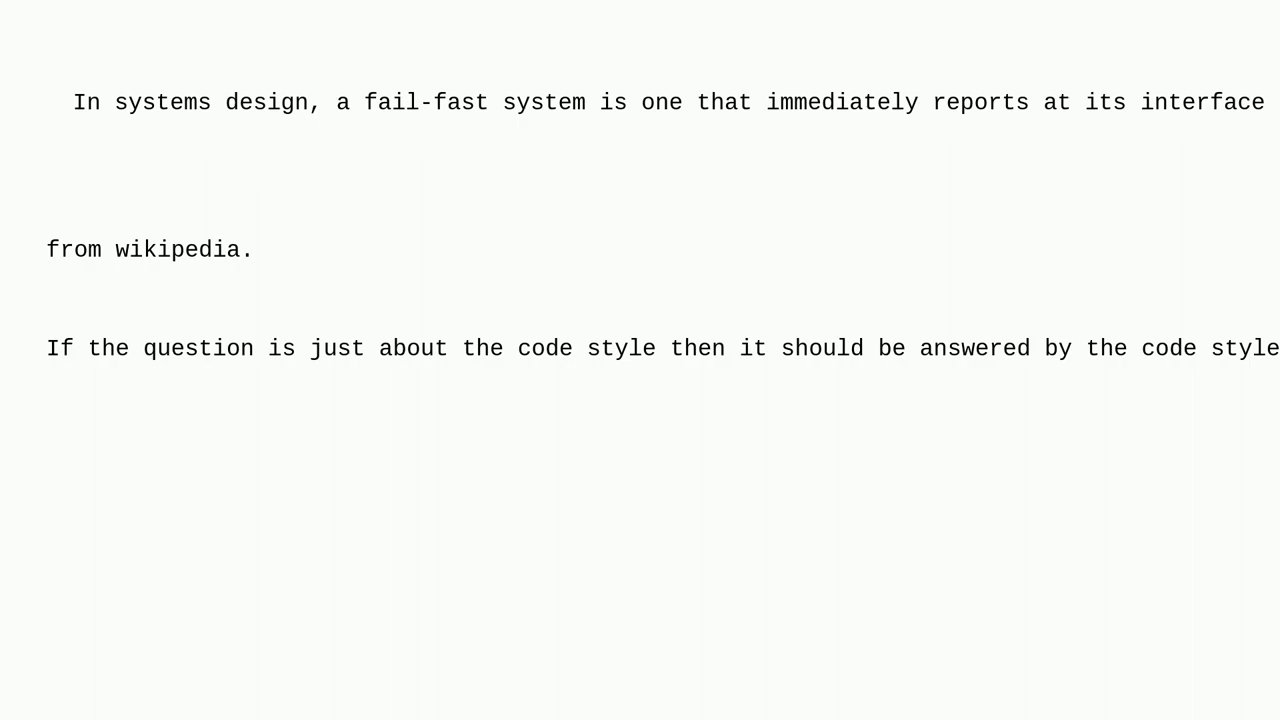 In systems design, a fail-fast system is one that immediately reports at its interface
from wikipedia.
If the question is just about the code style then it should be answered by the code style